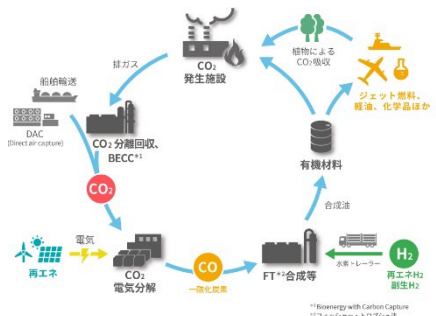 植物による
CO₂吸収
CO₂
発生施設
排ガス
船舶輸送
ジェット燃料、
軽油、化学品ほか
DAC
(Direct air capture)
CO₂ 分離回収、
BECC*¹
有機材料
CO₂
合成油
電気
再エネ
CO₂
電気分解
CO
一酸化炭素
FT*²合成等
水素トレーラー
H₂
再エネH₂
副生H₂
*¹Bioenergy with Carbon Capture